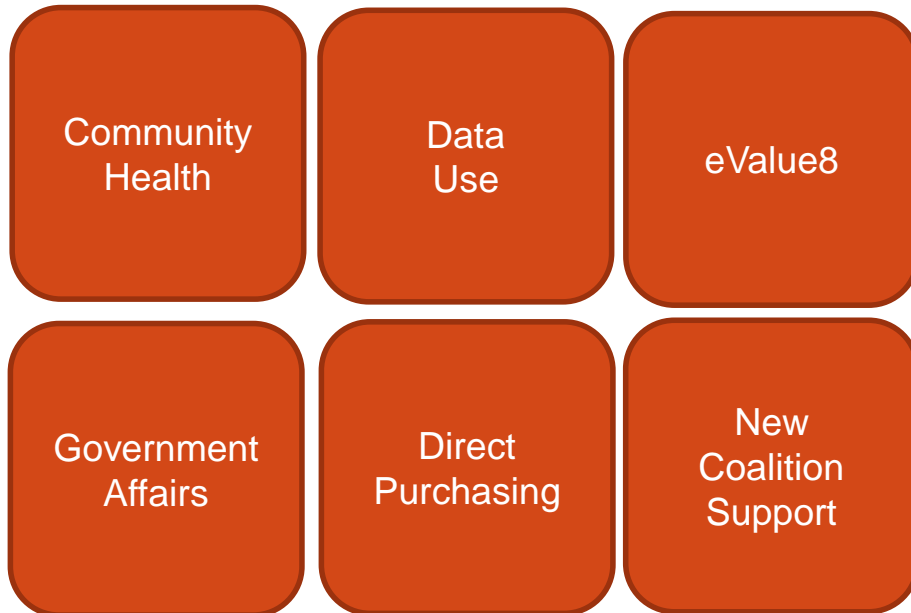 Community
Health
Data
Use
eValue8
Government
Affairs
Direct
Purchasing
New
Coalition
Support